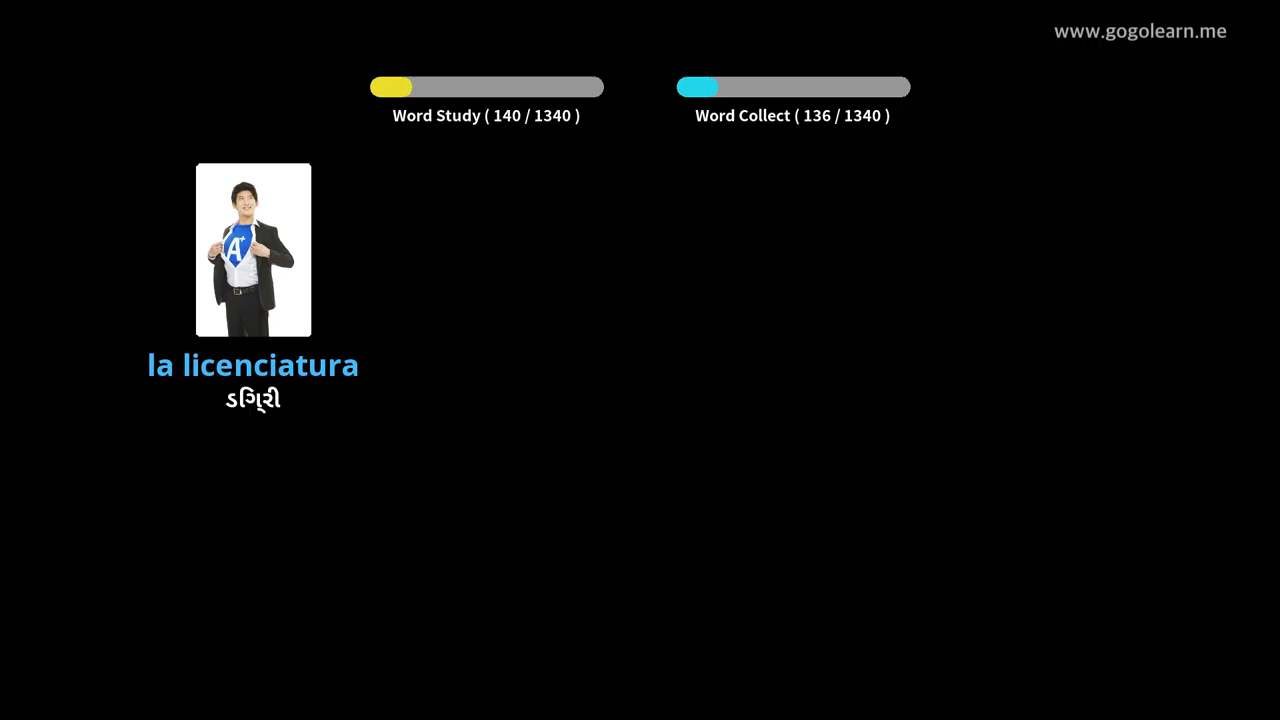 www.gogolearn.me
Word Study ( 140 / 1340 )
Word Collect ( 136 / 1340 )
A+
la licenciatura
ડિગ્રી